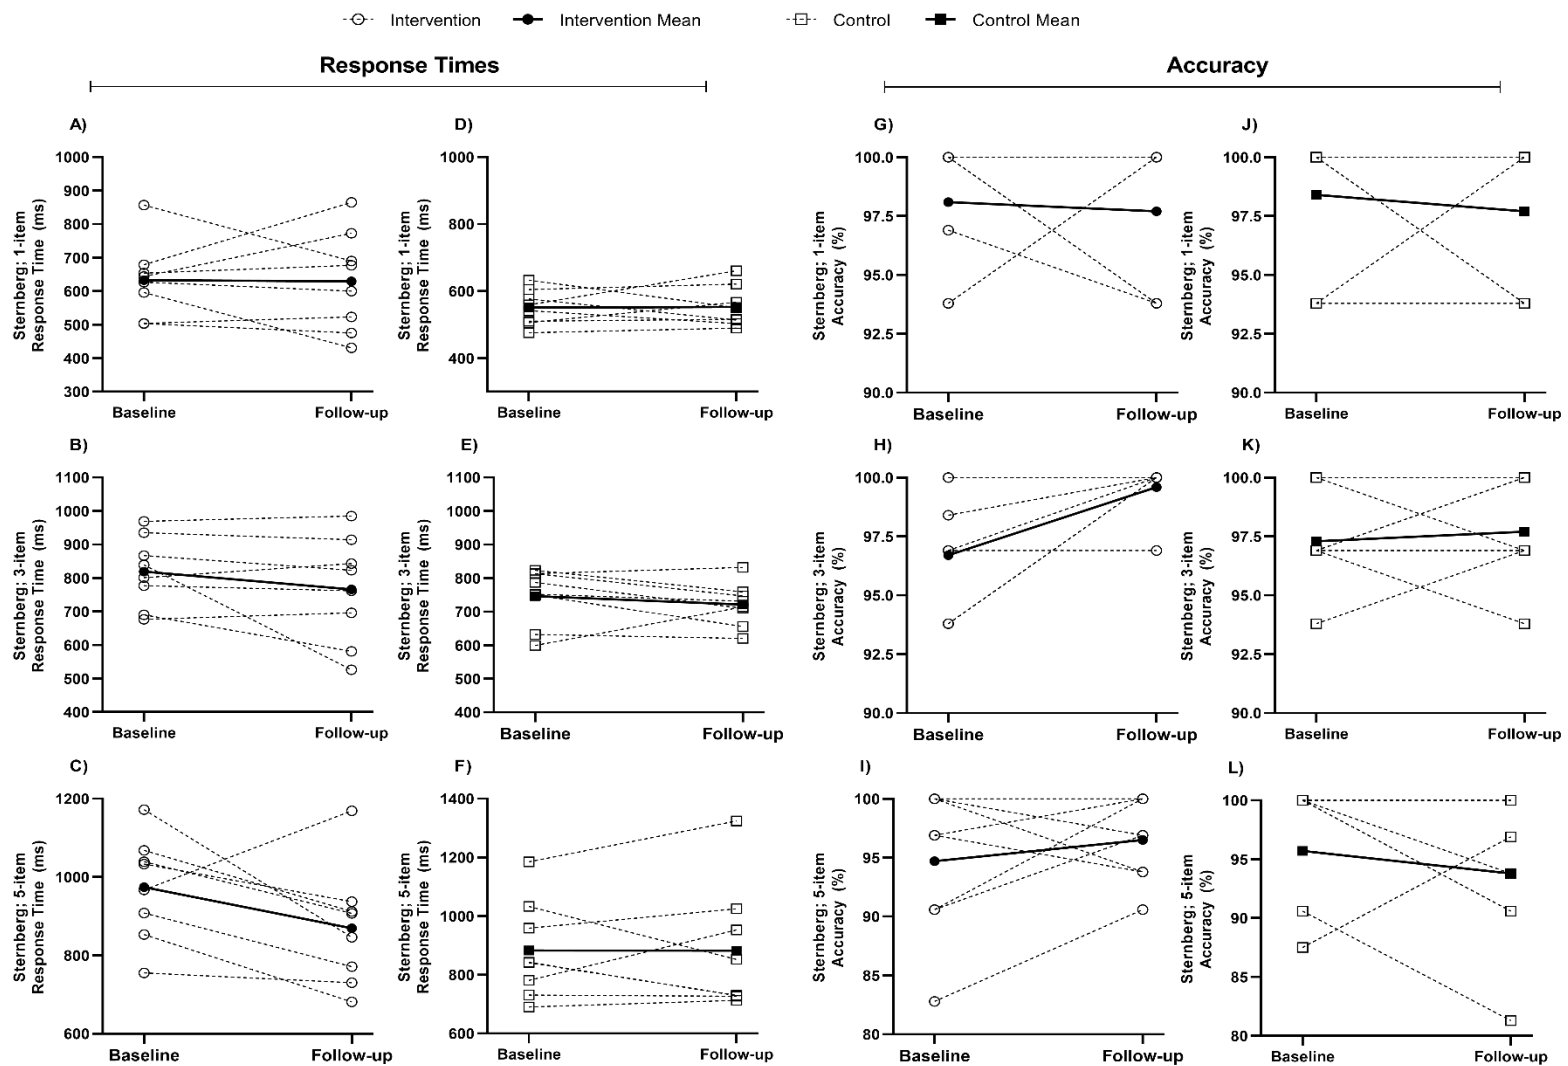 Intervention Intervention Mean Control Control Mean
Response Times
Accuracy
A)
Sternberg; 1-item
Response Time (ms)
1000
900
800
700
600
500
400
300
Baseline Follow-up
D)
Sternberg; 1-item
Response Time (ms)
1000
800
600
400
Baseline Follow-up
G)
Sternberg; 1-item
Accuracy (%)
100.0
97.5
95.0
92.5
90.0
Baseline Follow-up
J)
Sternberg; 1-item
Accuracy (%)
100.0
97.5
95.0
92.5
90.0
Baseline Follow-up
B)
Sternberg; 3-item
Response Time (ms)
1100
1000
900
800
700
600
500
400
Baseline Follow-up
E)
Sternberg; 3-item
Response Time (ms)
1100
1000
900
800
700
600
500
400
Baseline Follow-up
H)
Sternberg; 3-item
Accuracy (%)
100.0
97.5
95.0
92.5
90.0
Baseline Follow-up
K)
Sternberg; 3-item
Accuracy (%)
100.0
97.5
95.0
92.5
90.0
Baseline Follow-up
C)
Sternberg; 5-item
Response Time (ms)
1200
1000
800
600
Baseline Follow-up
F)
Sternberg; 5-item
Response Time (ms)
1400
1200
1000
800
600
Baseline Follow-up
I)
Sternberg; 5-item
Accuracy (%)
100
95
90
85
80
Baseline Follow-up
L)
Sternberg; 5-item
Accuracy (%)
100
95
90
85
80
Baseline Follow-up